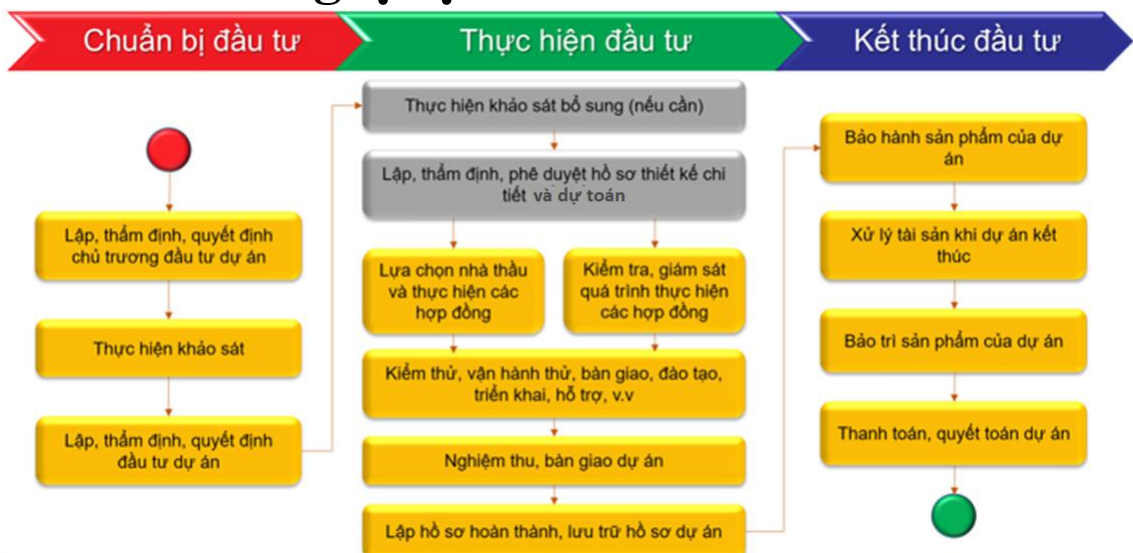 Chuẩn bị đầu tư
Thực hiện đầu tư
Kết thúc đầu tư
Lập, thẩm định, quyết định
chủ trương đầu tư dự án
Thực hiện khảo sát
Lập, thẩm định, quyết định
đầu tư dự án
Thực hiện khảo sát bổ sung (nếu cần)
Lập, thẩm định, phê duyệt hồ sơ thiết kế chi
tiết và dự toán
Lựa chọn nhà thầu
và thực hiện các
hợp đồng
Kiểm tra, giám sát
quá trình thực hiện
các hợp đồng
Kiểm thử, vận hành thử, bàn giao, đào tạo,
triển khai, hỗ trợ, v.v
Nghiệm thu, bàn giao dự án
Lập hồ sơ hoàn thành, lưu trữ hồ sơ dự án
Bảo hành sản phẩm của dự
án
Xử lý tài sản khi dự án kết
thúc
Bảo trì sản phẩm của dự án
Thanh toán, quyết toán dự án